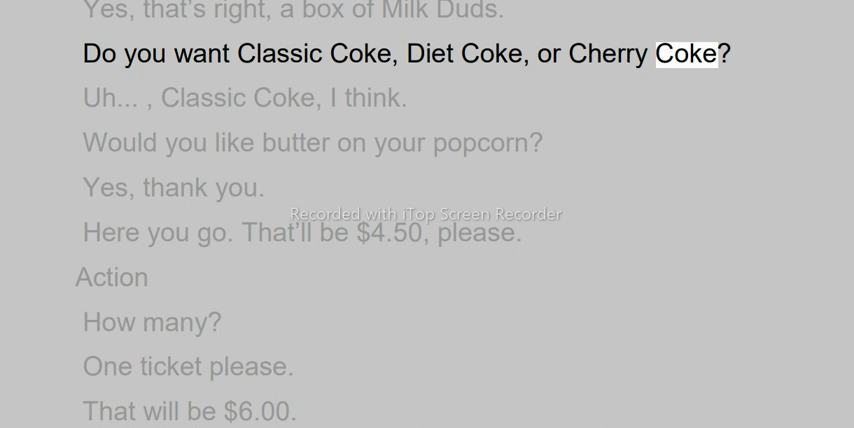 Yes, that's right, a box of Milk Duds.
Do you want Classic Coke, Diet Coke, or Cherry Coke?
Uh... , Classic Coke, I think.
Would you like butter on your popcorn?
Yes, thank you.
Recorded with iTop Screen Recorder
Here you go. That’ll be $4.50, please.
Action
How many?
One ticket please.
That will be $6.00.